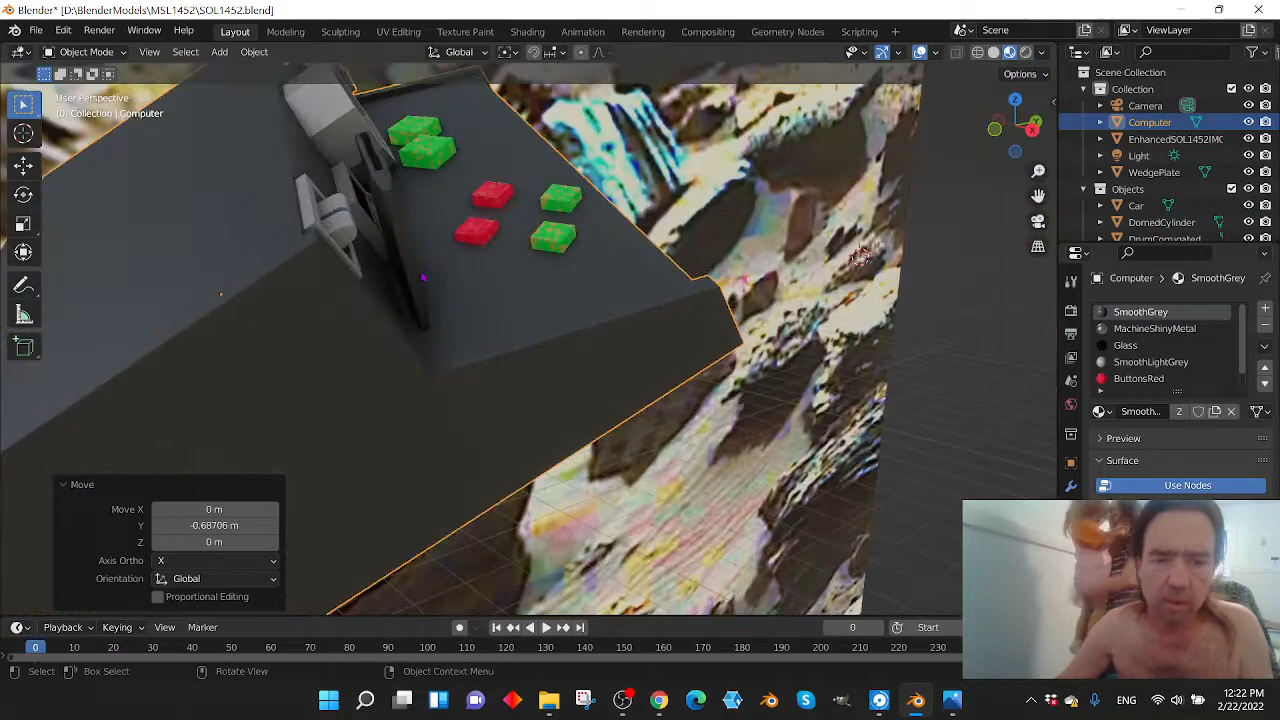 Blender* [D:\BlenderModels\MSL1452\SOL1452.blend]
File Edit Render Window Help Layout Modeling Sculpting UV Editing Texture Paint Shading Animation Rendering Compositing Geometry Nodes Scripting + Scene ViewLayer
Object Mode View Select Add Object Global
Options
User Perspective
(0) Collection | Computer
Z
Y
X
Scene Collection
Collection
Camera
Computer
EnhancedSOL1452IMC
Light
WedgePlate
Objects
Car
DomedCylinder
DrumCorrugated
Computer SmoothGrey
SmoothGrey
MachineShinyMetal
Glass
SmoothLightGrey
ButtonsRed
Smooth... 2
Preview
Surface
Use Nodes
Move
Move X 0 m
Y -0.68706 m
Z 0 m
Axis Ortho X
Orientation Global
Proportional Editing
Playback Keying View Marker 0 Start
0 10 20 30 40 50 60 70 80 90 100 110 120 130 140 150 160 170 180 190 200 210 220 230
Select Box Select Rotate View Object Context Menu
ENG 12:22 PM
2/22/2022